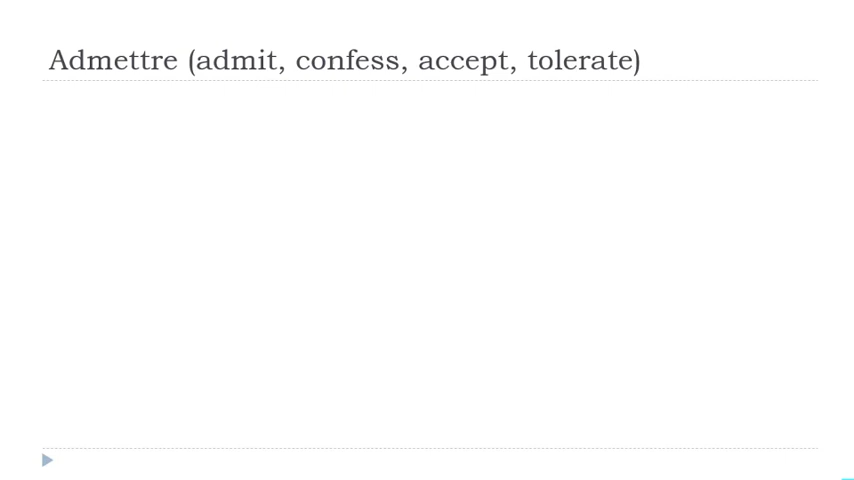 Admettre (admit, confess, accept, tolerate)